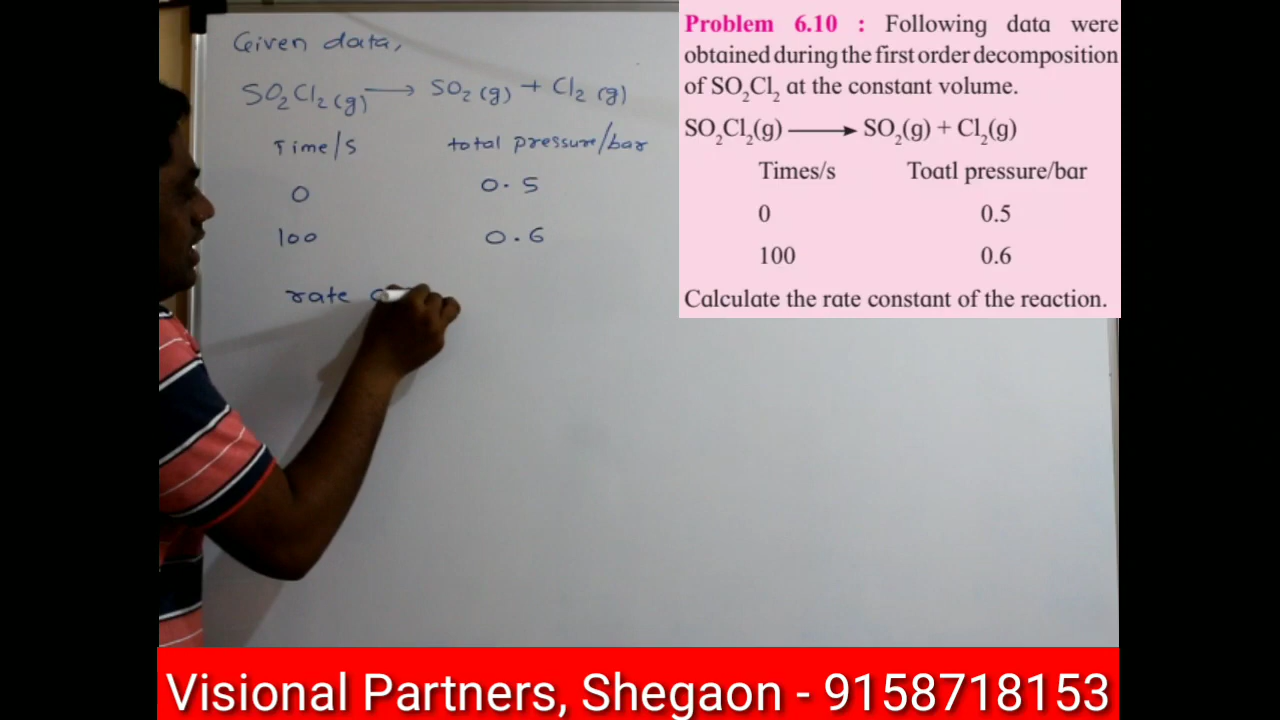 Given data,
SO₂Cl₂(g) → SO₂(g) + Cl₂(g)
Time/s total pressure/bar
0 0.5
100 0.6
rate
Problem 6.10 : Following data were
obtained during the first order decomposition
of SO₂Cl₂ at the constant volume.
SO₂Cl₂(g) → SO₂(g) + Cl₂(g)
Times/s Toatl pressure/bar
0 0.5
100 0.6
Calculate the rate constant of the reaction.
Visional Partners, Shegaon - 9158718153